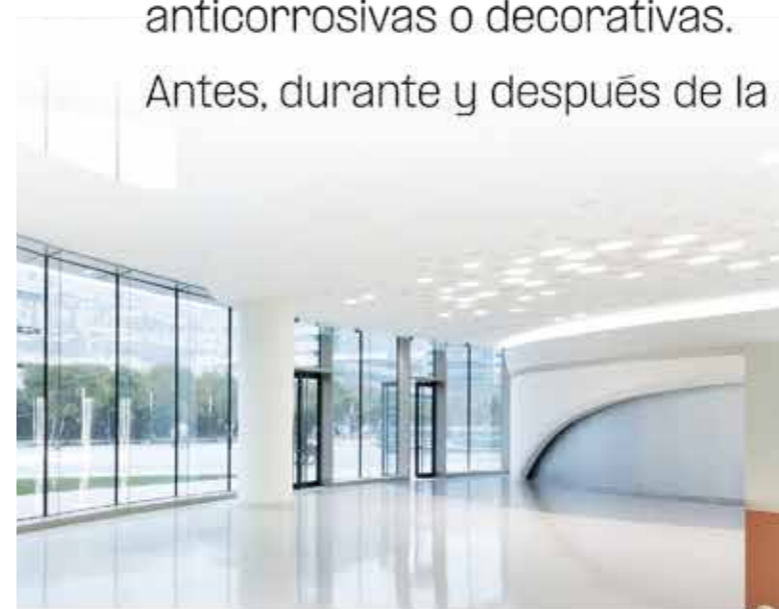 anticorrosivas o decorativas.
Antes, durante y después de la